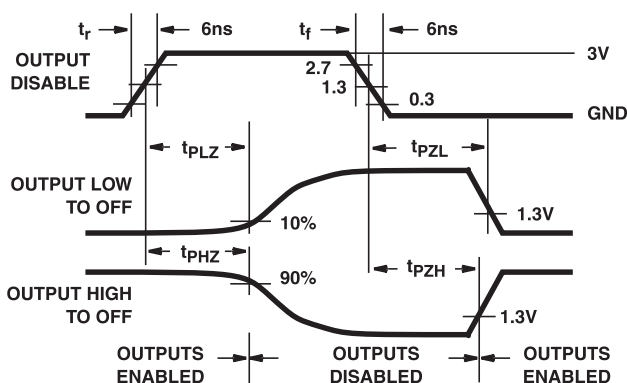 tr 6ns tf 6ns
OUTPUT
DISABLE
3V
2.7
1.3
0.3
GND
tPLZ tPZL
OUTPUT LOW
TO OFF
10%
1.3V
tPHZ tPZH
90%
OUTPUT HIGH
TO OFF
1.3V
OUTPUTS
ENABLED
OUTPUTS
DISABLED
OUTPUTS
ENABLED